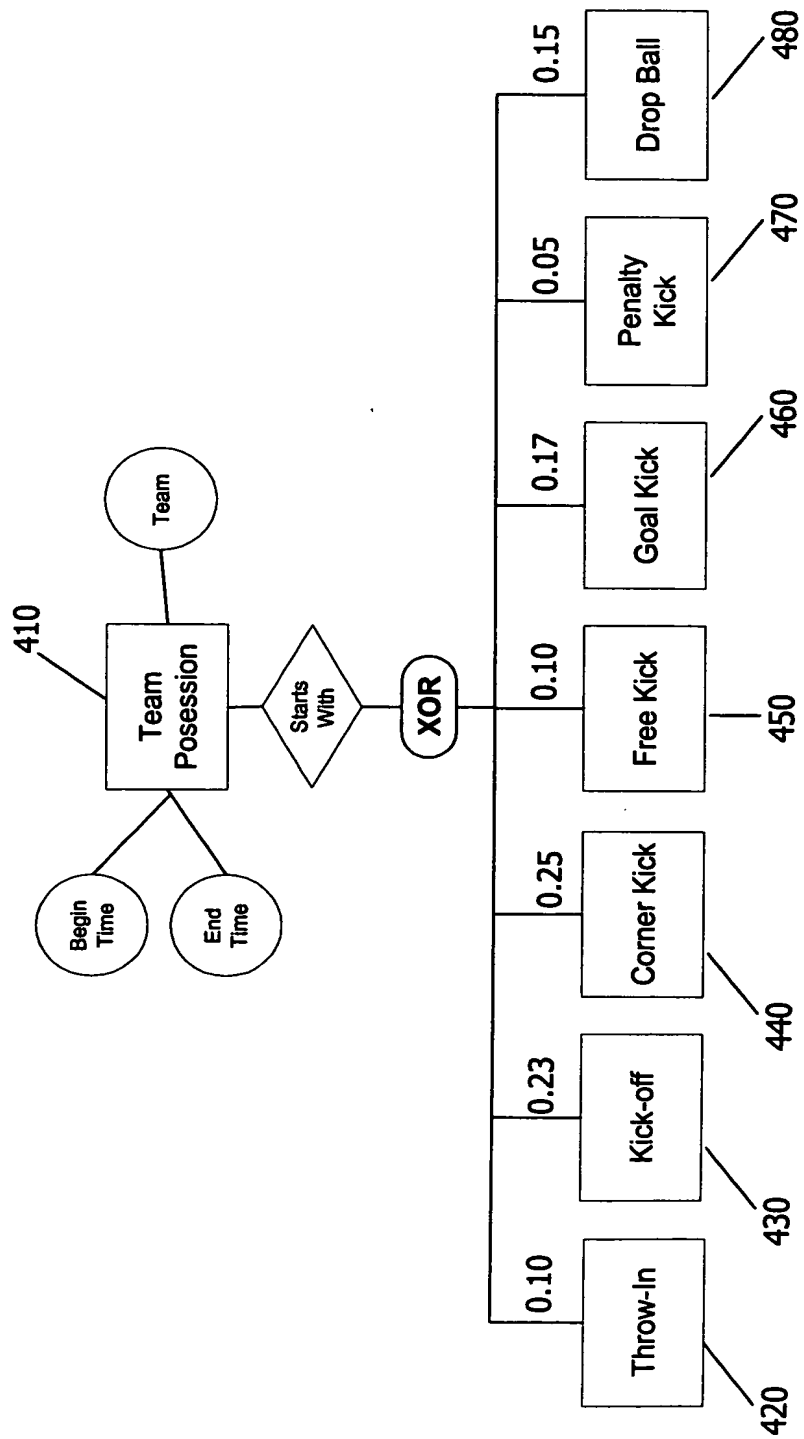 410
Team
Posession
Team
Begin
Time
End
Time
Starts
With
XOR
0.10
0.23
0.25
0.10
0.17
0.05
0.15
Throw-In
Kick-off
Corner Kick
Free Kick
Goal Kick
Penalty
Kick
Drop Ball
420
430
440
450
460
470
480